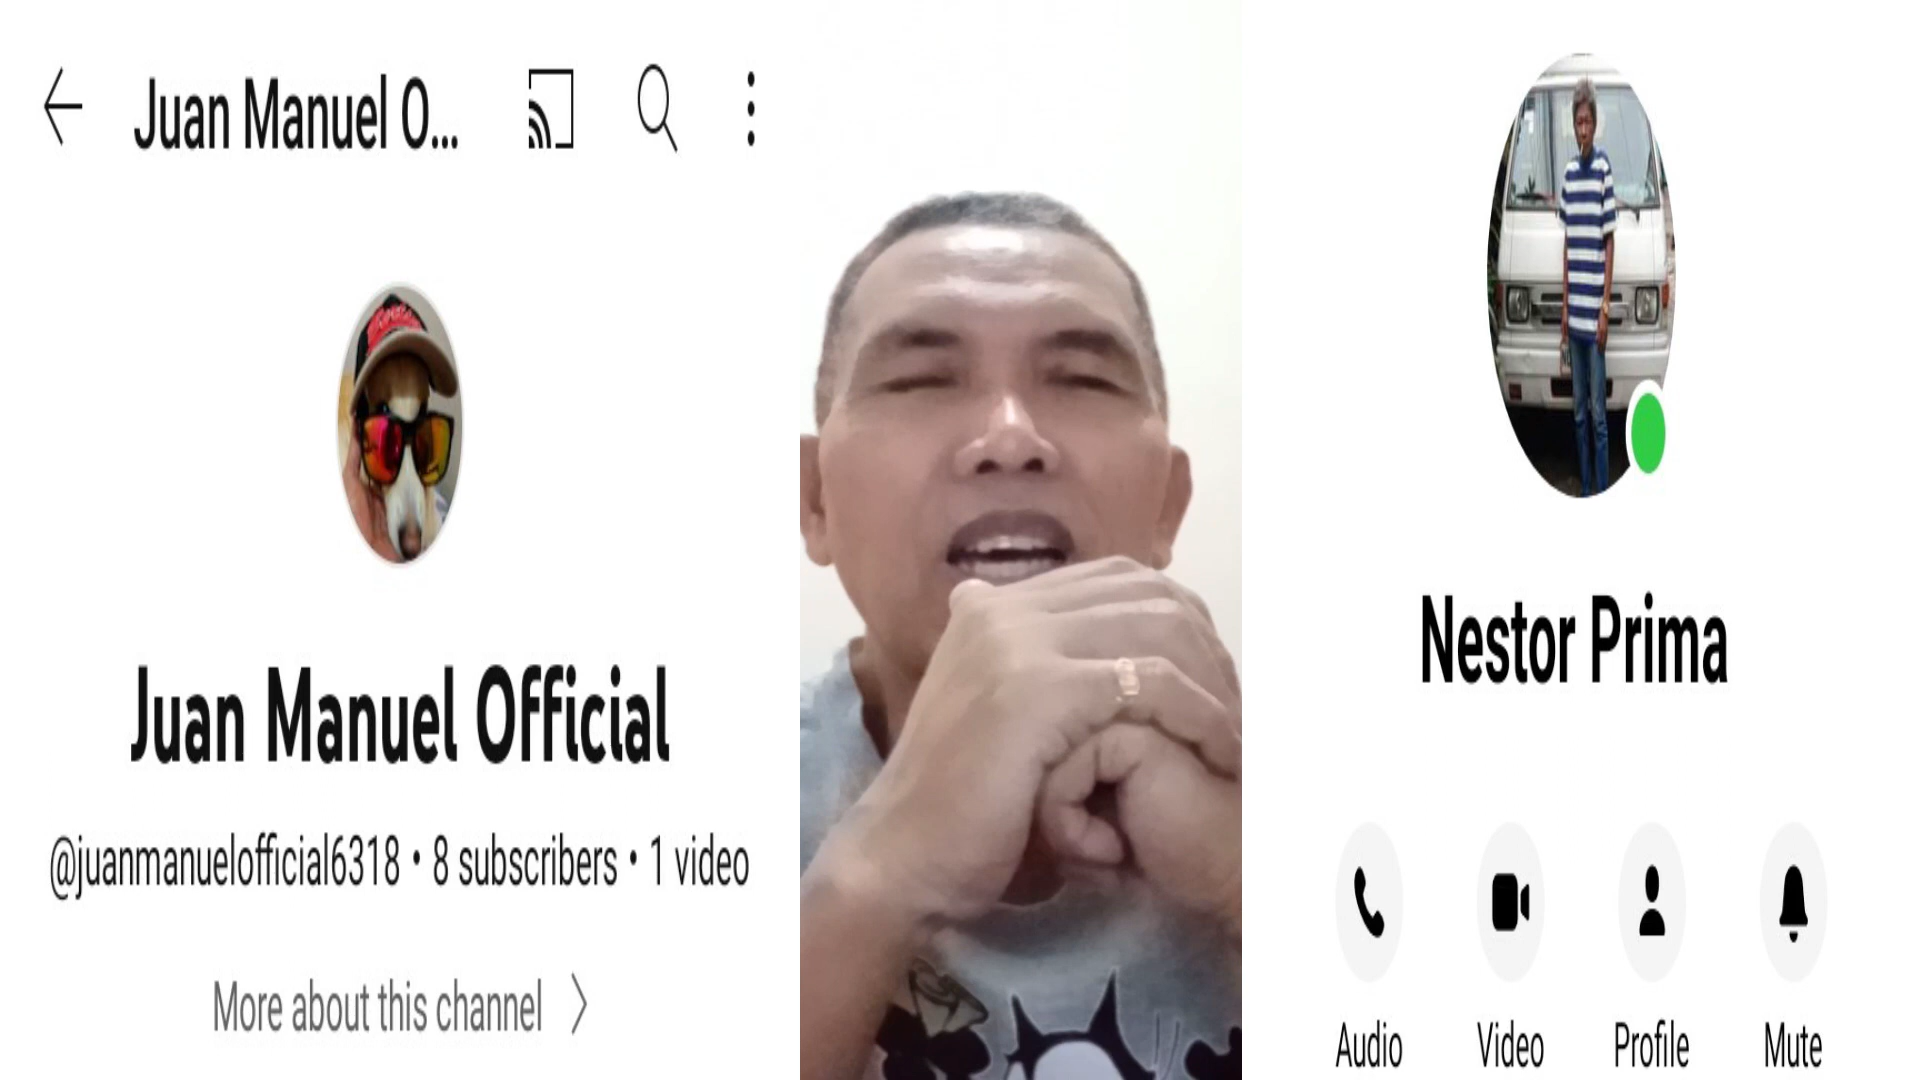 Juan Manuel O...
Juan Manuel Official
@juanmanuelofficial6318 • 8 subscribers • 1 video
More about this channel
Nestor Prima
Audio Video Profile Mute